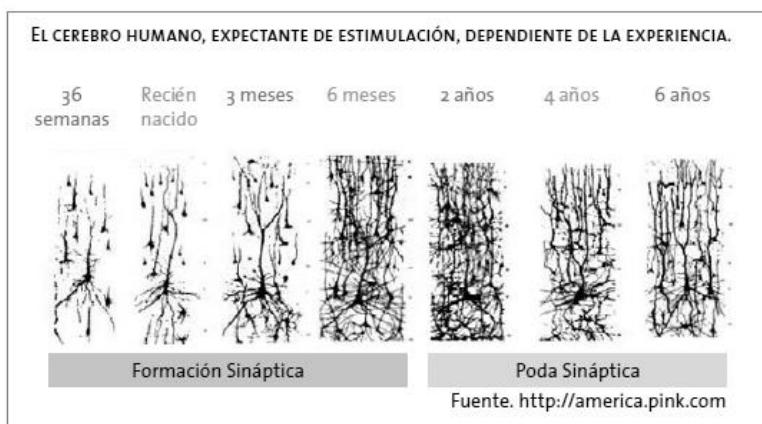 EL CEREBRO HUMANO, EXPECTANTE DE ESTIMULACIÓN, DEPENDIENTE DE LA EXPERIENCIA.
36 semanas
Recién nacido
3 meses
6 meses
2 años
4 años
6 años
Formación Sináptica
Poda Sináptica
Fuente. http://america.pink.com